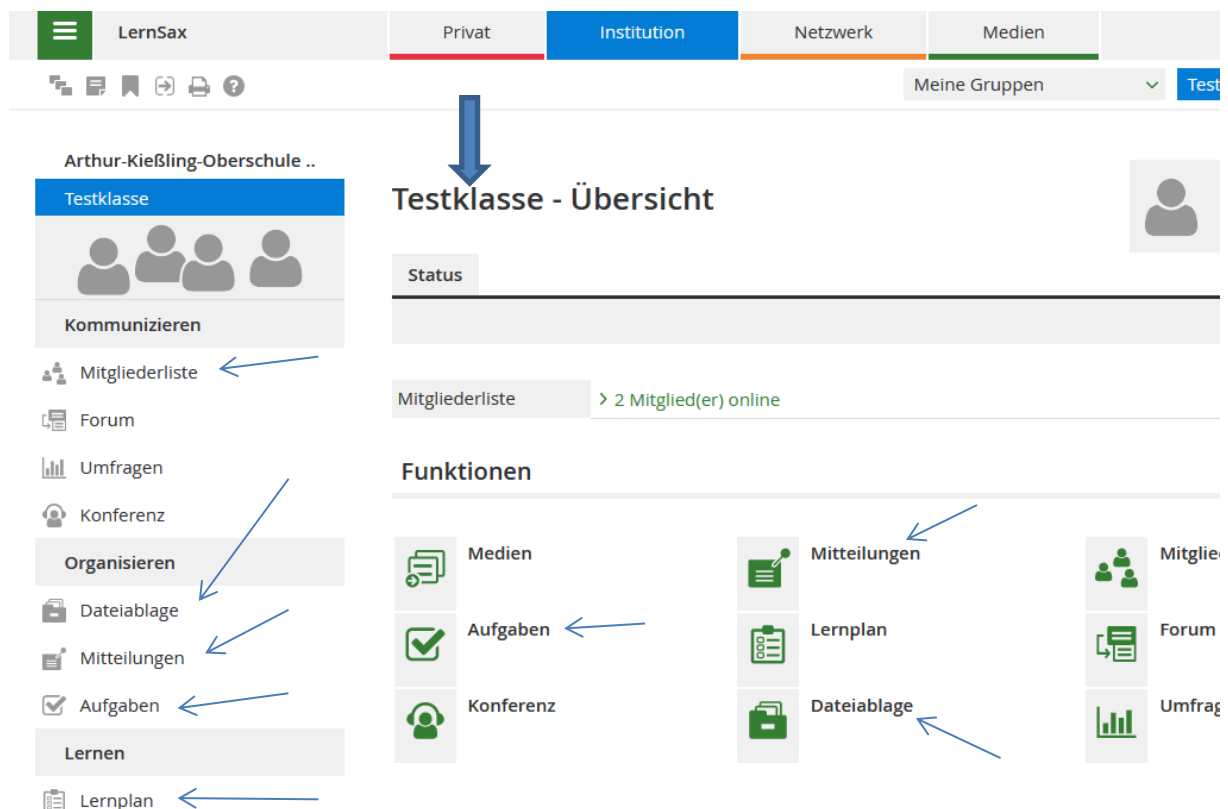 LernSax
Privat
Institution
Netzwerk
Medien
Meine Gruppen
Test
Arthur-Kießling-Oberschule ..
Testklasse
Kommunizieren
Mitgliederliste
Forum
Umfragen
Konferenz
Organisieren
Dateiablage
Mitteilungen
Aufgaben
Lernen
Lernplan
Testklasse - Übersicht
Status
Mitgliederliste
> 2 Mitglied(er) online
Funktionen
Medien
Mitteilungen
Mitglied
Aufgaben
Lernplan
Forum
Konferenz
Dateiablage
Umfrag